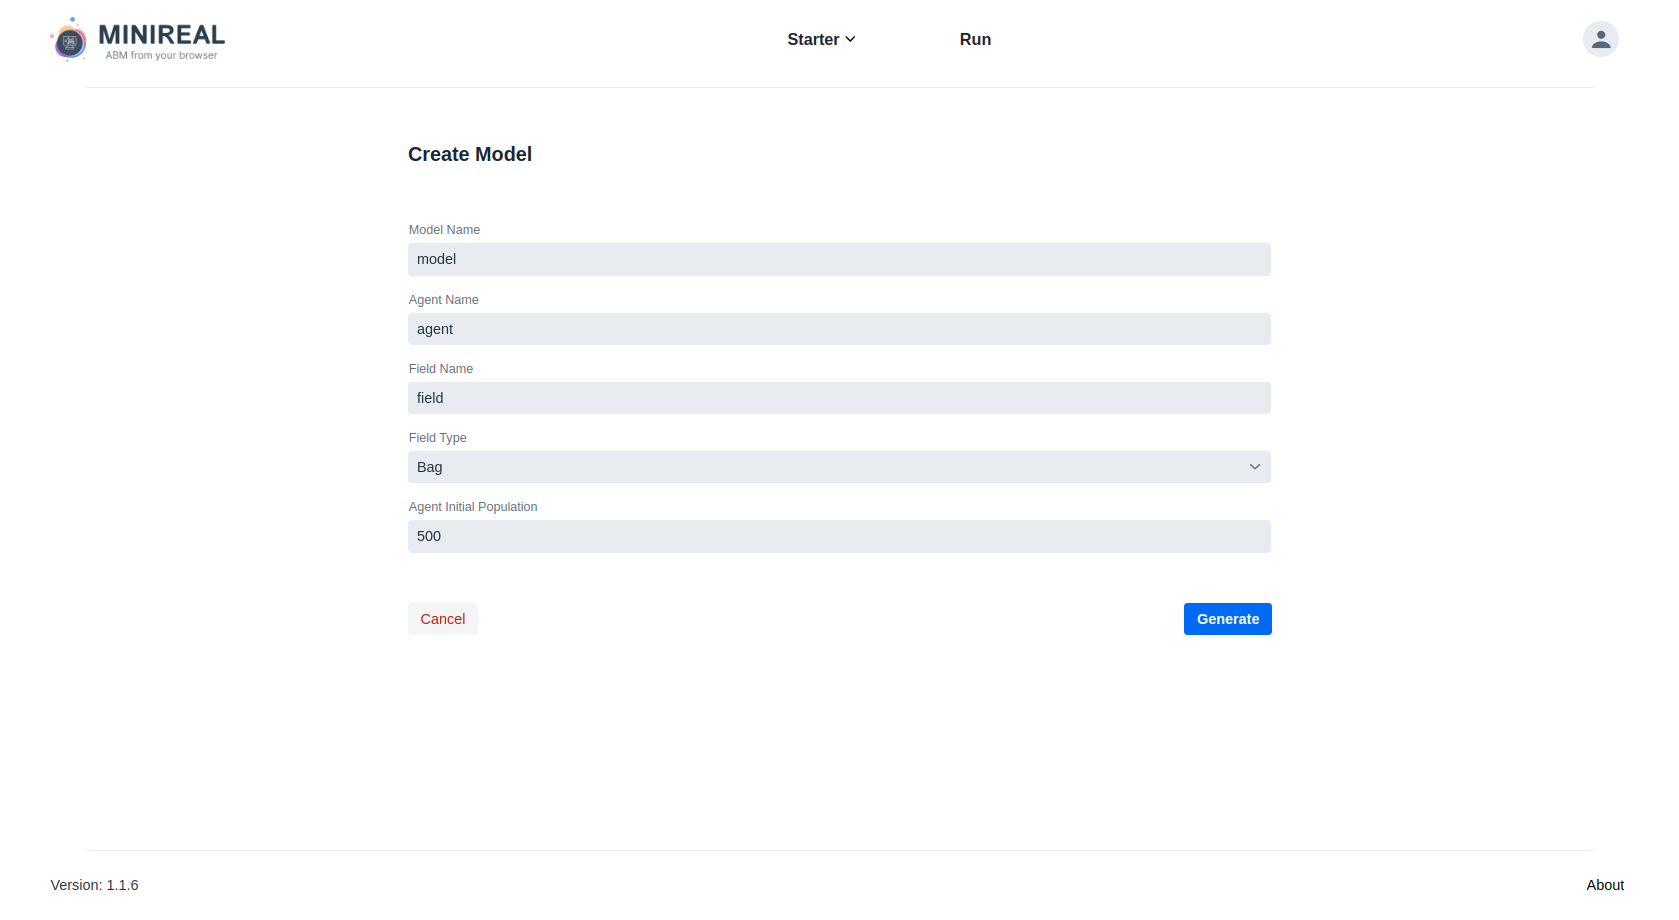 MINIREAL
ABM from your browser
Starter
Run
Create Model
Model Name
model
Agent Name
agent
Field Name
field
Field Type
Bag
Agent Initial Population
500
Cancel
Generate
Version: 1.1.6
About